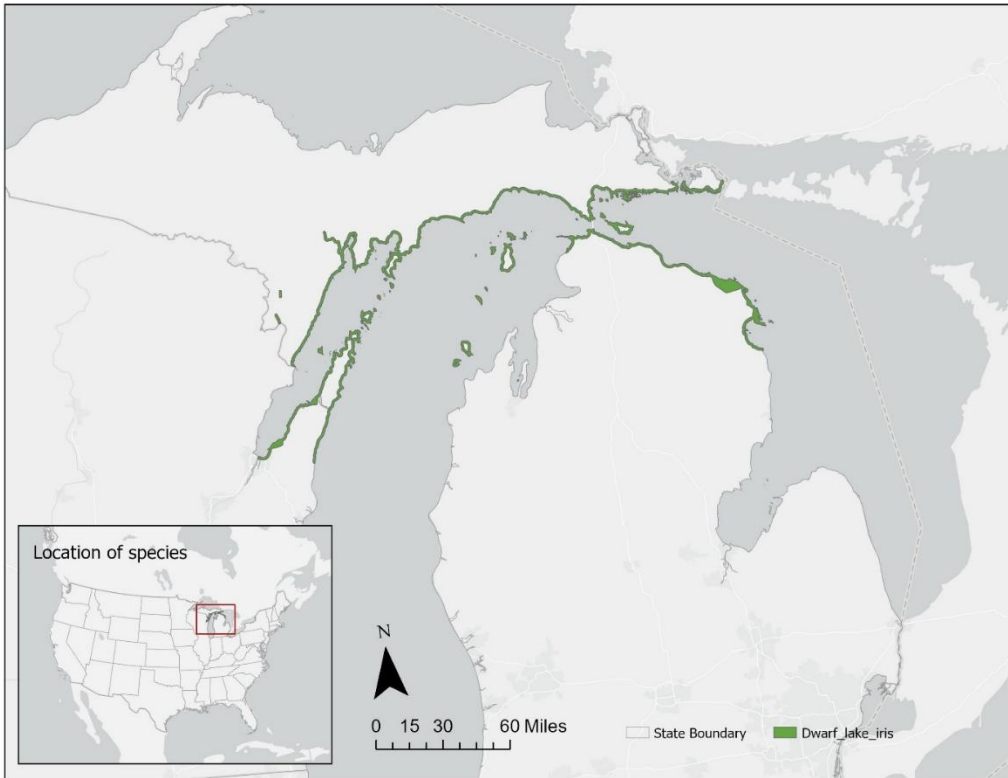 Location of species
N
0 15 30 60 Miles
State Boundary Dwarf_lake_iris